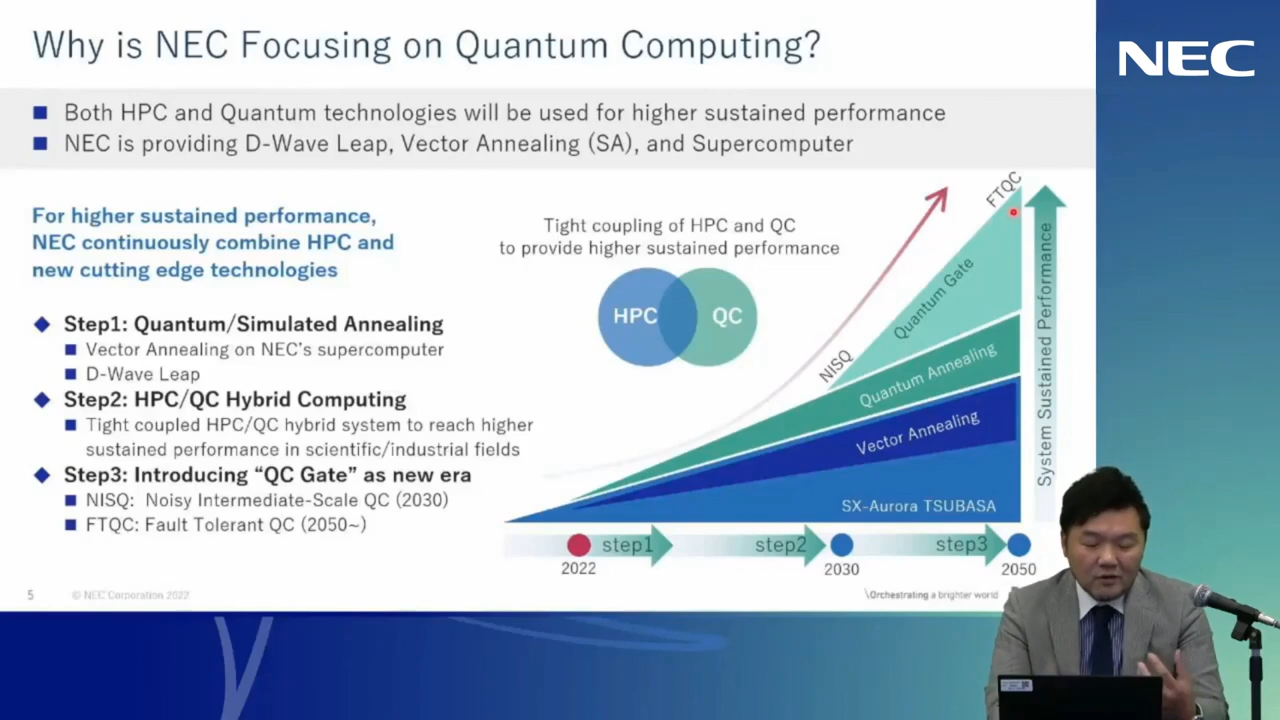 Why is NEC Focusing on Quantum Computing?
NEC
Both HPC and Quantum technologies will be used for higher sustained performance
NEC is providing D-Wave Leap, Vector Annealing (SA), and Supercomputer
For higher sustained performance,
NEC continuously combine HPC and
new cutting edge technologies
Step1: Quantum/Simulated Annealing
Vector Annealing on NEC's supercomputer
D-Wave Leap
Step2: HPC/QC Hybrid Computing
Tight coupled HPC/QC hybrid system to reach higher
sustained performance in scientific/industrial fields
Step3: Introducing "QC Gate" as new era
NISQ: Noisy Intermediate-Scale QC (2030)
FTQC: Fault Tolerant QC (2050~)
Tight coupling of HPC and QC
to provide higher sustained performance
HPC
QC
NISQ
FTQC
Quantum Gate
Quantum Annealing
Vector Annealing
SX-Aurora TSUBASA
System Sustained Performance
step1
step2
step3
2022
2030
2050
5
© NEC Corporation 2022
\Orchestrating a brighter world